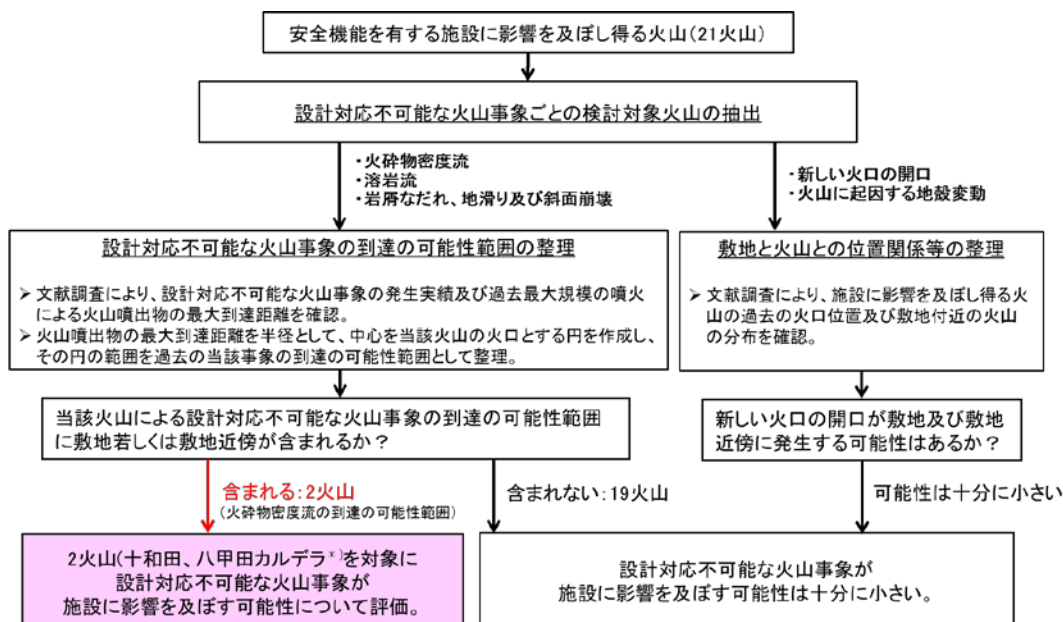 安全機能を有する施設に影響を及ぼし得る火山(21火山)
設計対応不可能な火山事象ごとの検討対象火山の抽出
・火砕物密度流
・溶岩流
・岩屑なだれ、地滑り及び斜面崩壊
・新しい火口の開口
・火山に起因する地殻変動
設計対応不可能な火山事象の到達の可能性範囲の整理
➢ 文献調査により、設計対応不可能な火山事象の発生実績及び過去最大規模の噴火
による火山噴出物の最大到達距離を確認。
➢ 火山噴出物の最大到達距離を半径として、中心を当該火山の火口とする円を作成し、
その円の範囲を過去の当該事象の到達の可能性範囲として整理。
敷地と火山との位置関係等の整理
➢ 文献調査により、施設に影響を及ぼし得る火
山の過去の火口位置及び敷地付近の火山
の分布を確認。
当該火山による設計対応不可能な火山事象の到達の可能性範囲
に敷地若しくは敷地近傍が含まれるか？
新しい火口の開口が敷地及び敷地
近傍に発生する可能性はあるか？
含まれる:2火山
(火砕物密度流の到達の可能性範囲)
含まれない:19火山
可能性は十分に小さい
2火山(十和田、八甲田カルデラ※)を対象に
設計対応不可能な火山事象が
施設に影響を及ぼす可能性について評価。
設計対応不可能な火山事象が
施設に影響を及ぼす可能性は十分に小さい。